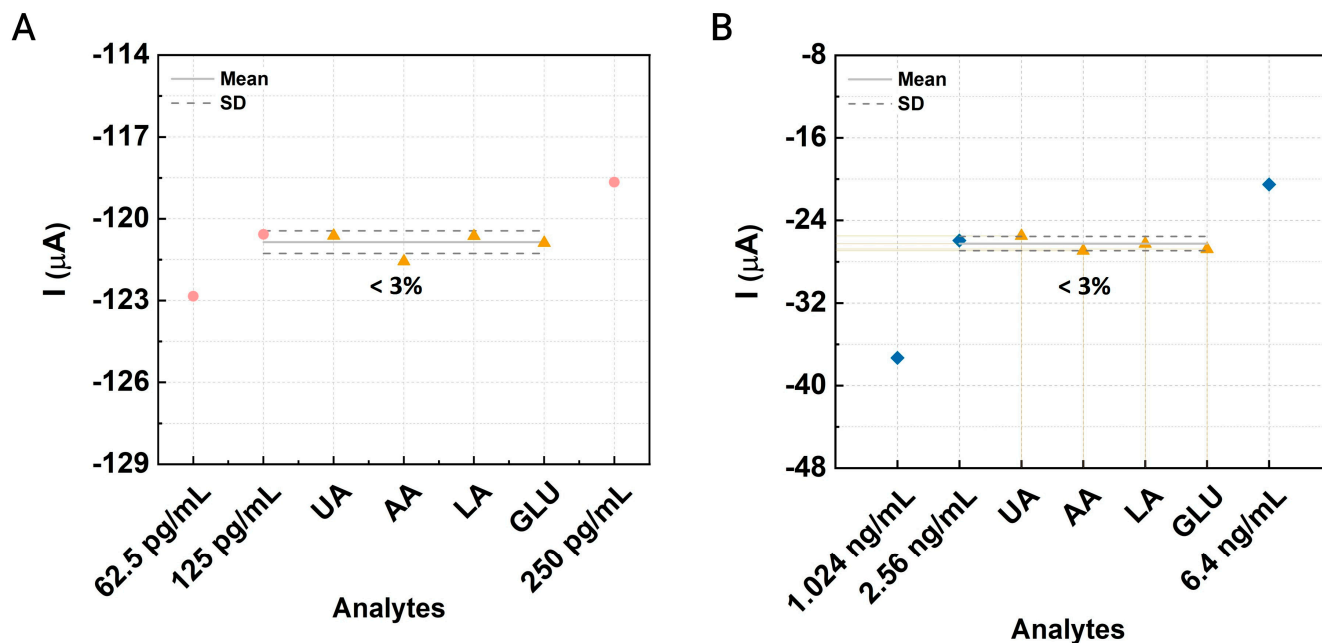 A
-114
-117
-120
-123
-126
-129
I (μA)
Mean
SD
< 3%
62.5 pg/mL
125 pg/mL
UA
AA
LA
GLU
250 pg/mL
Analytes
B
-8
-16
-24
-32
-40
-48
I (μA)
Mean
SD
< 3%
1.024 ng/mL
2.56 ng/mL
UA
AA
LA
GLU
6.4 ng/mL
Analytes